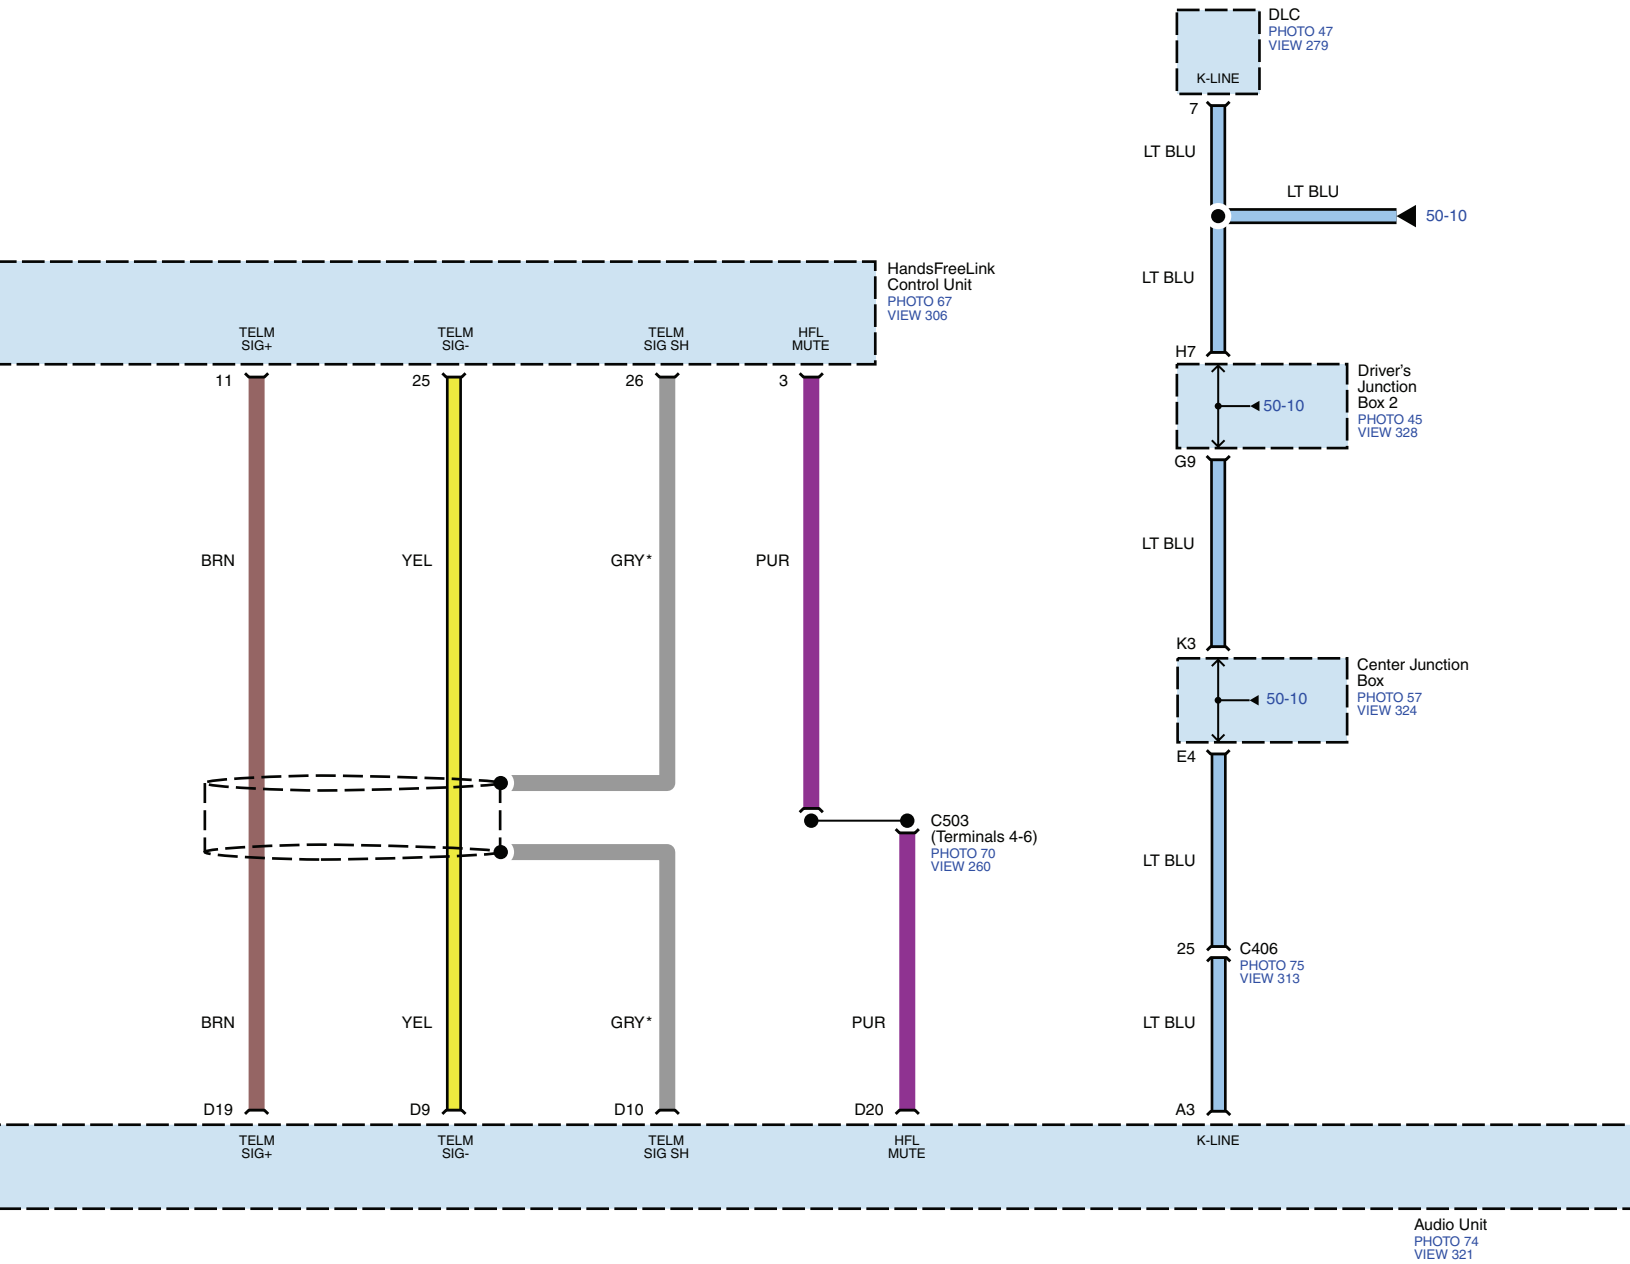 DLC
PHOTO 47
VIEW 279
K-LINE
7
LT BLU
LT BLU
50-10
LT BLU
HandsFreeLink
Control Unit
PHOTO 67
VIEW 306
TELM
SIG+
TELM
SIG-
TELM
SIG SH
HFL
MUTE
11
25
26
3
H7
Driver's
Junction
Box 2
PHOTO 45
VIEW 328
50-10
G9
BRN
YEL
GRY*
PUR
LT BLU
K3
Center Junction
Box
PHOTO 57
VIEW 324
50-10
E4
C503
(Terminals 4-6)
PHOTO 70
VIEW 260
LT BLU
25
C406
PHOTO 75
VIEW 313
BRN
YEL
GRY*
PUR
LT BLU
D19
D9
D10
D20
A3
TELM
SIG+
TELM
SIG-
TELM
SIG SH
HFL
MUTE
K-LINE
Audio Unit
PHOTO 74
VIEW 321